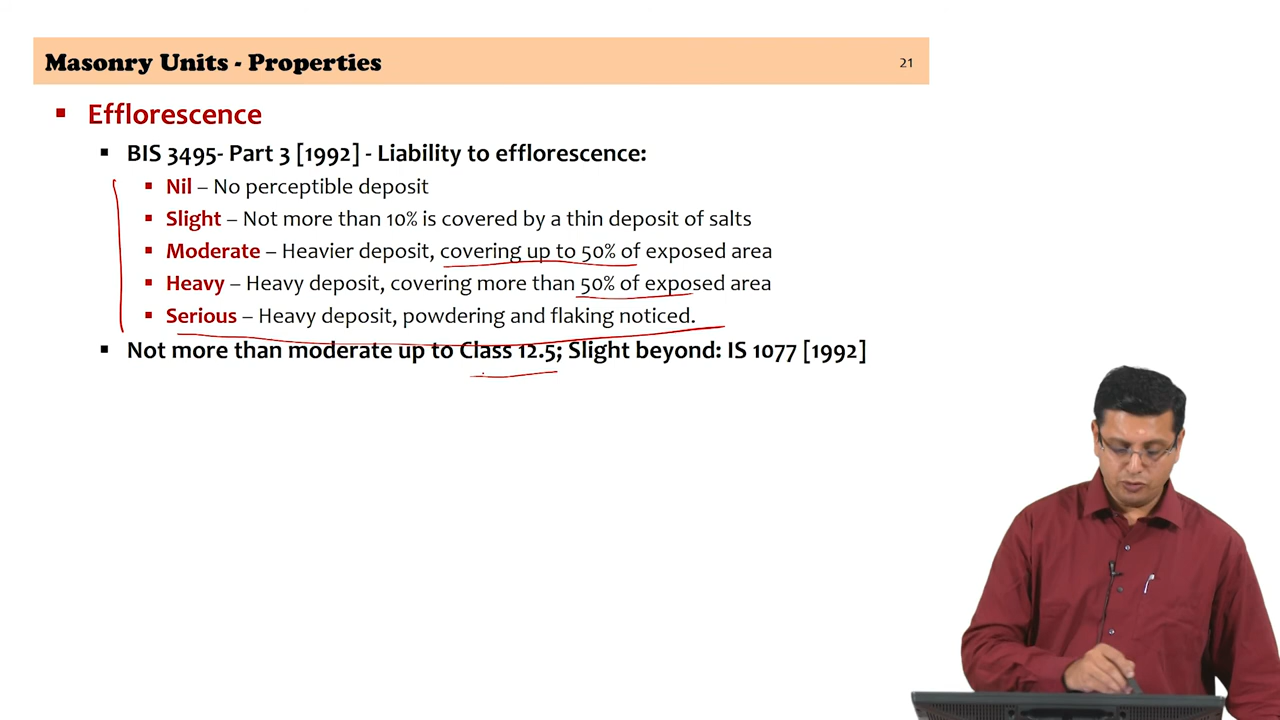 Masonry Units - Properties
21
▪ Efflorescence
▪ BIS 3495- Part 3 [1992] - Liability to efflorescence:
▪ Nil – No perceptible deposit
▪ Slight – Not more than 10% is covered by a thin deposit of salts
▪ Moderate – Heavier deposit, covering up to 50% of exposed area
▪ Heavy – Heavy deposit, covering more than 50% of exposed area
▪ Serious – Heavy deposit, powdering and flaking noticed.
▪ Not more than moderate up to Class 12.5; Slight beyond: IS 1077 [1992]